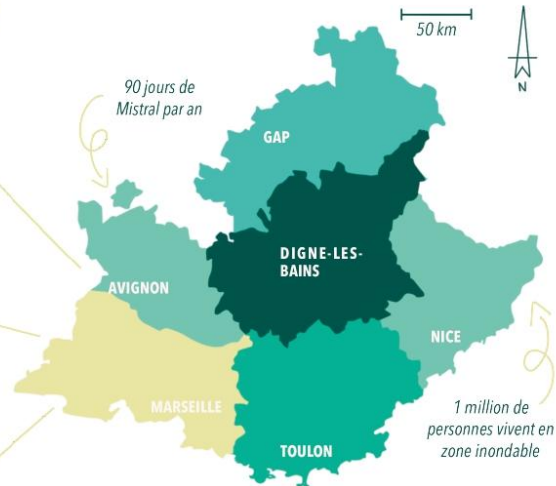 50 km
N
90 jours de
Mistral par an
GAP
DIGNE-LES-
BAINS
AVIGNON
NICE
MARSEILLE
TOULON
1 million de
personnes vivent en
zone inondable